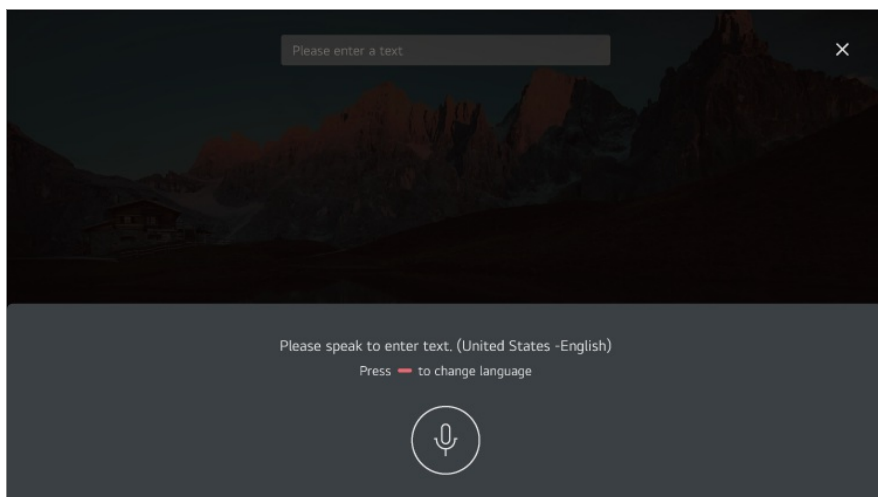 Please enter a text
Please speak to enter text. (United States -English)
Press to change language